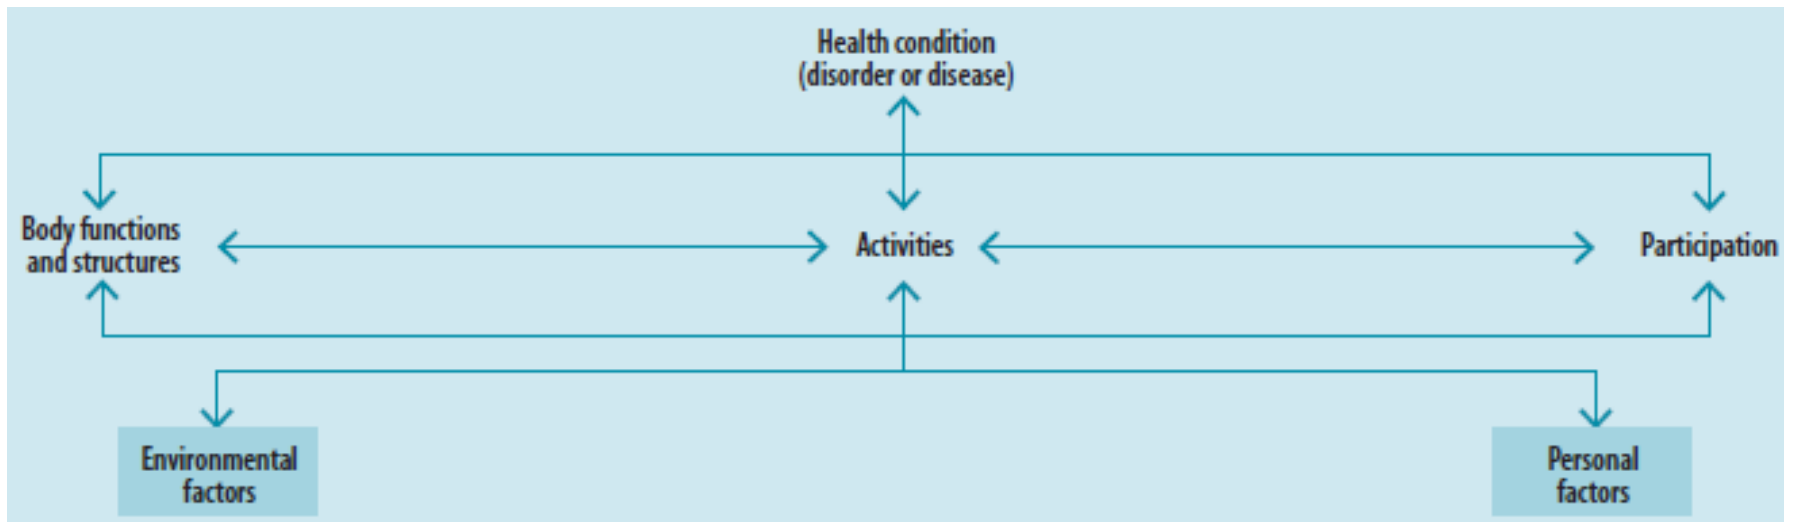 Health condition
(disorder or disease)
Body functions
and structures
Activities
Participation
Environmental
factors
Personal
factors